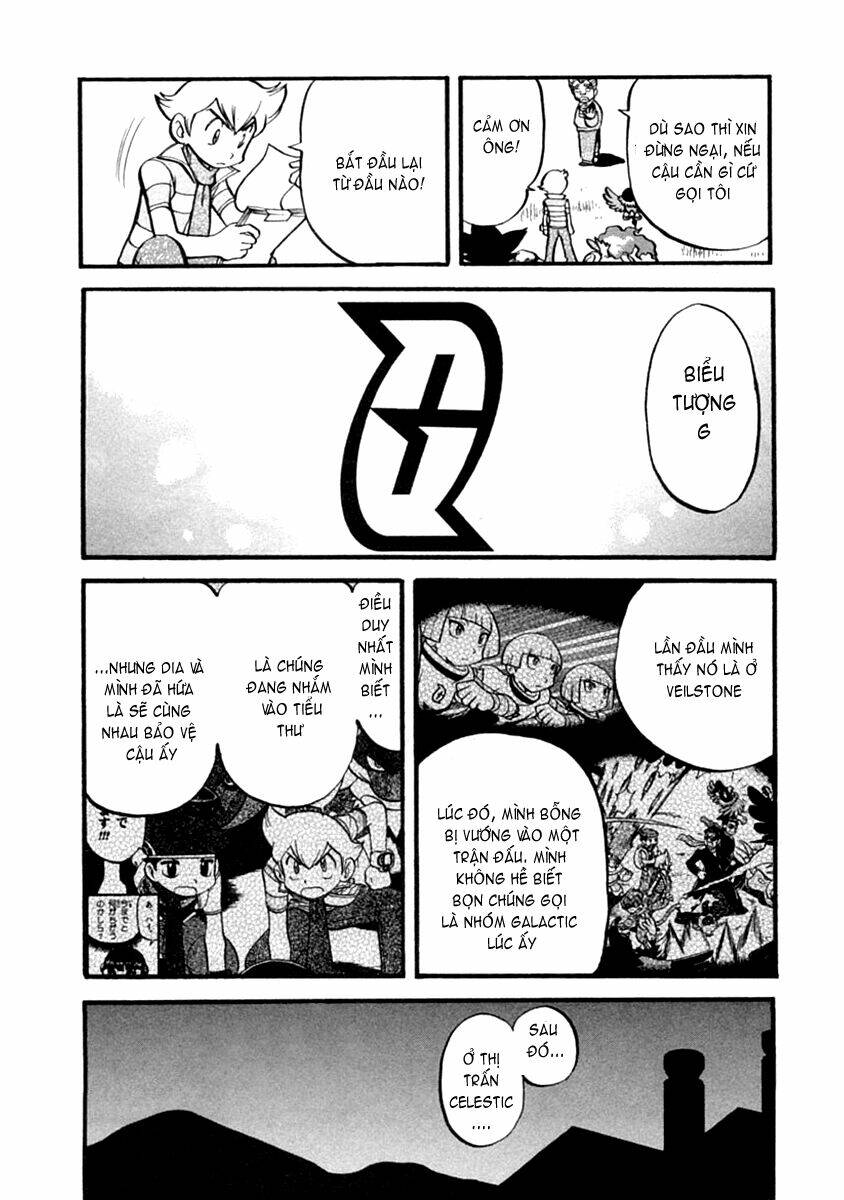 DÙ SAO THÌ XIN
ĐỪNG NGẠI, NẾU
CẬU CẦN GÌ CỨ
GỌI TÔI
CẢM ƠN
ÔNG!
BẮT ĐẦU LẠI
TỪ ĐẦU NÀO!
BIỂU
TƯỢNG
G
LẦN ĐẦU MÌNH
THẤY NÓ LÀ Ở
VEILSTONE
LÚC ĐÓ, MÌNH BỖNG
BỊ VƯỚNG VÀO MỘT
TRẬN ĐẤU. MÌNH
KHÔNG HỀ BIẾT
BỌN CHÚNG GỌI
LÀ NHÓM GALACTIC
LÚC ẤY
ĐIỀU
DUY
NHẤT
MÌNH
BIẾT
...
LÀ CHÚNG
ĐANG NHẮM
VÀO TIỂU
THƯ
...NHƯNG DIA VÀ
MÌNH ĐÃ HỨA
LÀ SẼ CÙNG
NHAU BẢO VỆ
CẬU ẤY
SAU
ĐÓ...
Ở THỊ
TRẤN
CELESTIC
....